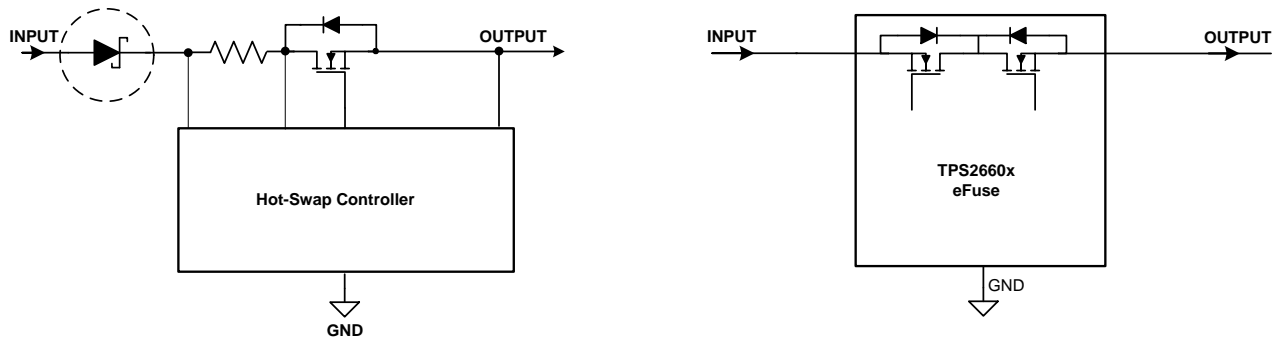 INPUT
OUTPUT
Hot-Swap Controller
GND
INPUT
OUTPUT
TPS2660x
eFuse
GND